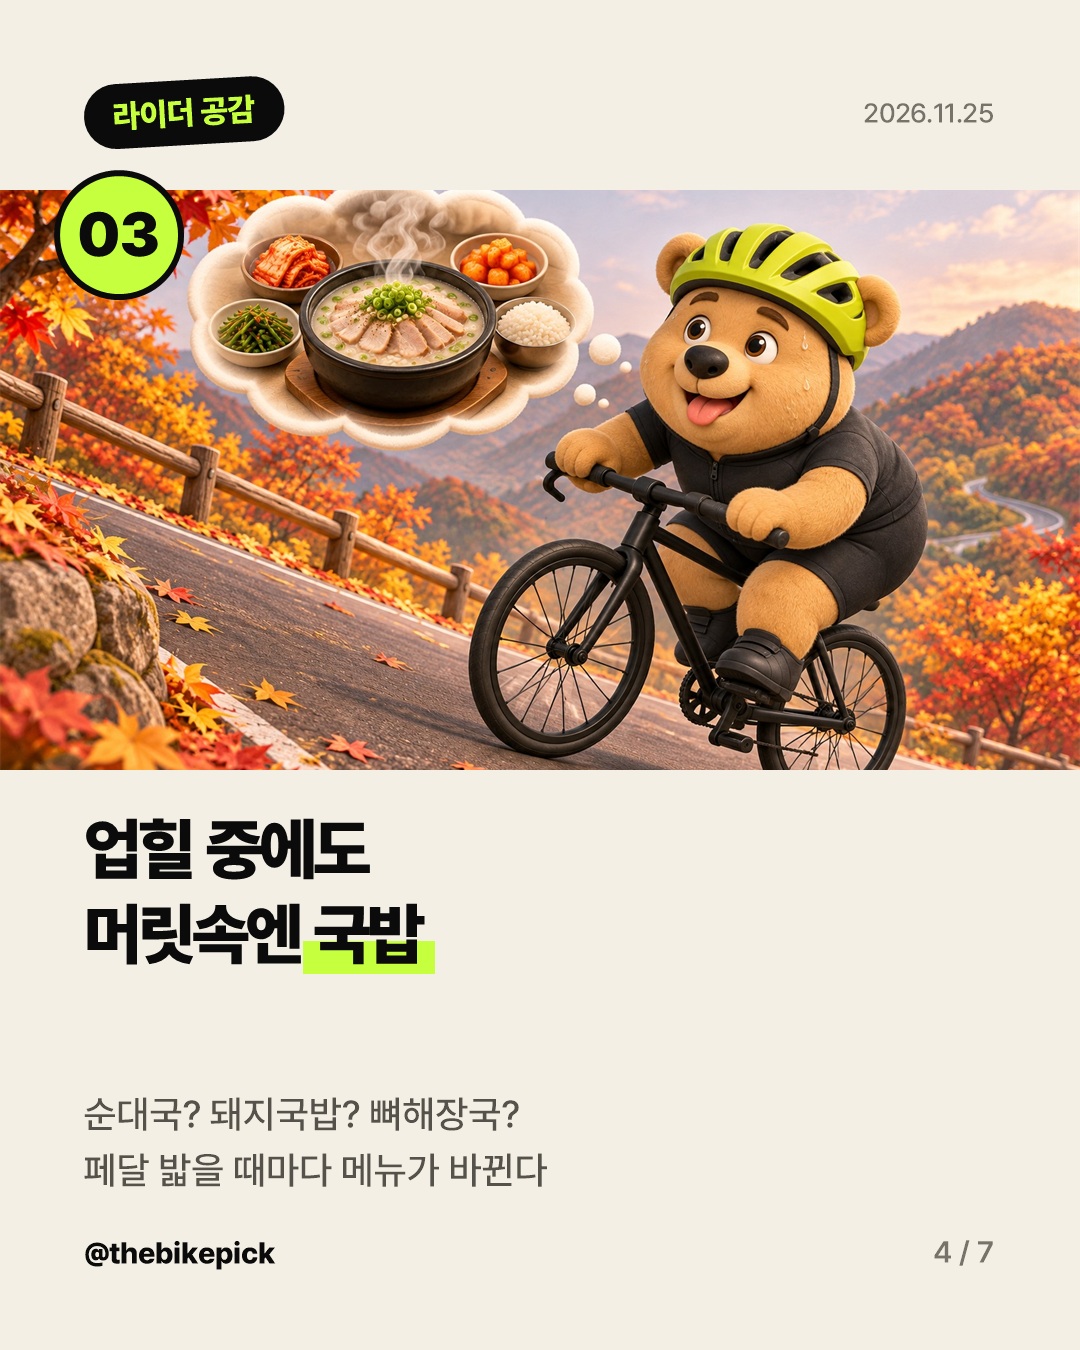 라이더 공감
2026.11.25
03
업힐 중에도
머릿속엔 국밥
순대국? 돼지국밥? 뼈해장국?
페달 밟을 때마다 메뉴가 바뀐다
@thebikepick
4 / 7